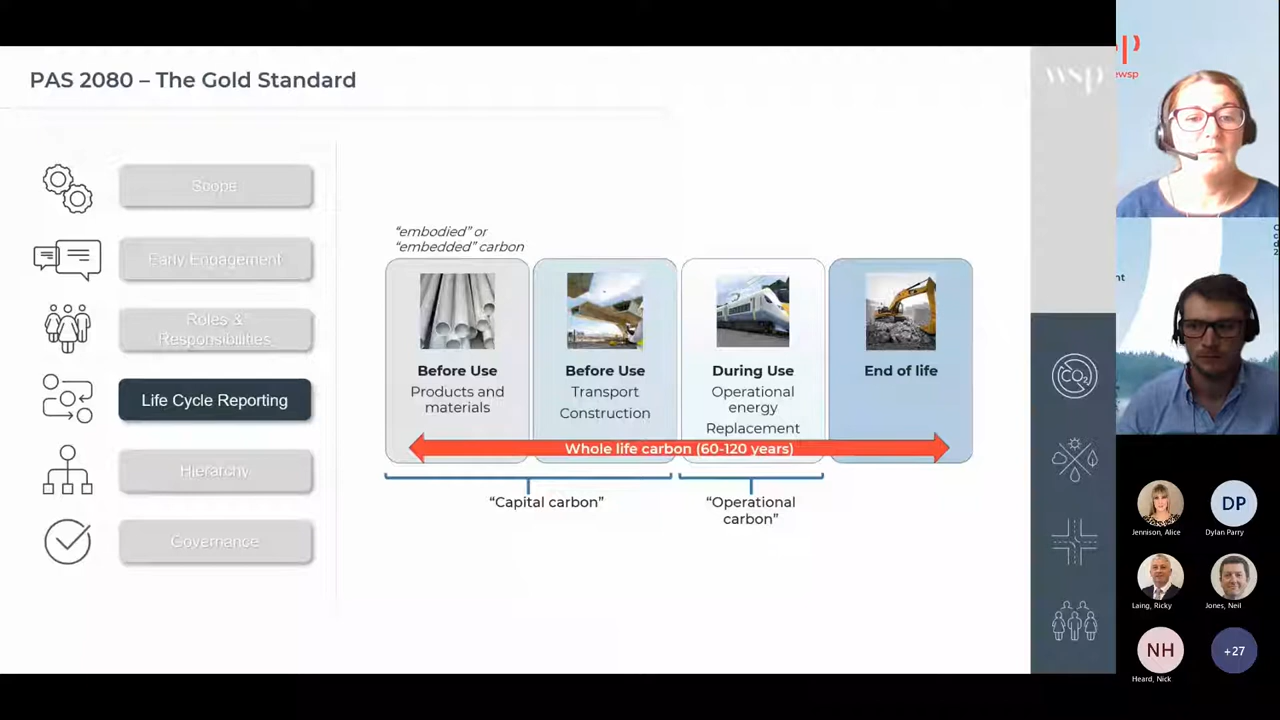 PAS 2080 – The Gold Standard
wsp
Scope
Early Engagement
Roles &
Responsibilities
Life Cycle Reporting
Hierarchy
Governance
“embodied” or
“embedded” carbon
Before Use
Products and
materials
Before Use
Transport
Construction
During Use
Operational
energy
Replacement
End of life
Whole life carbon (60-120 years)
“Capital carbon”
“Operational
carbon”
CO2
Jennison, Alice
DP
Dylan Parry
Laing, Ricky
Jones, Neil
NH
Heard, Nick
+27